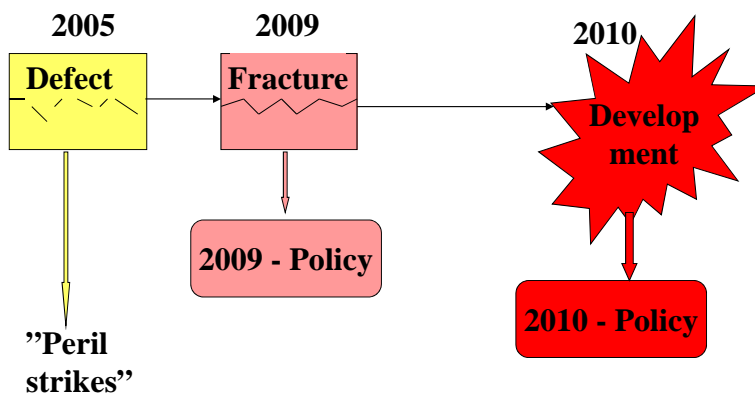 2005
2009
2010
Defect
Fracture
Develop
ment
2009 - Policy
2010 - Policy
”Peril
strikes”